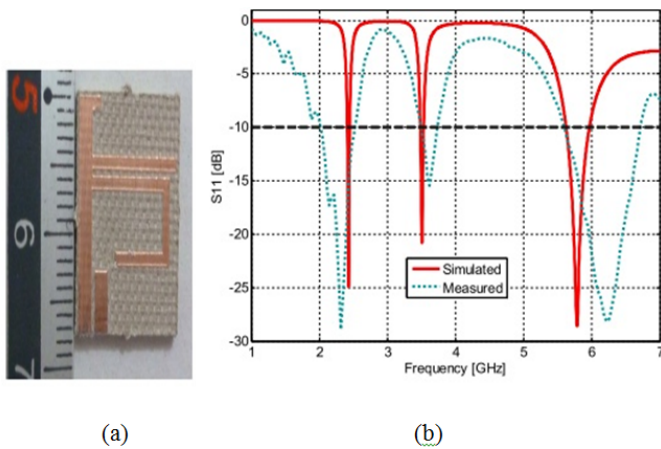 5
6
7
0
-5
-10
-15
-20
-25
-30
S11 [dB]
Simulated
Measured
1 2 3 4 5 6 7
Frequency [GHz]
(a) (b)